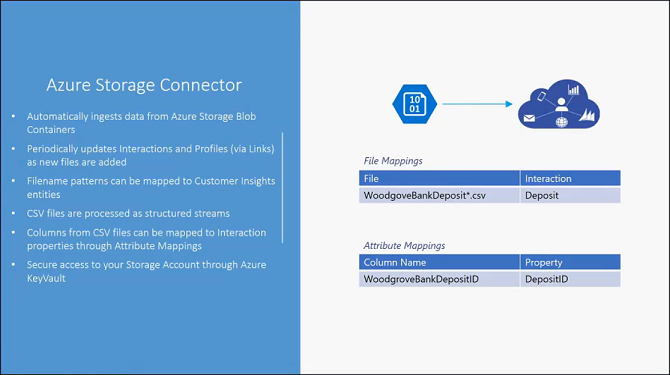 Azure Storage Connector
• Automatically ingests data from Azure Storage Blob
Containers
• Periodically updates Interactions and Profiles (via Links)
as new files are added
• Filename patterns can be mapped to Customer Insights
entities
• CSV files are processed as structured streams
• Columns from CSV files can be mapped to Interaction
properties through Attribute Mappings
• Secure access to your Storage Account through Azure
KeyVault
10
01
File Mappings
File Interaction
WoodgoveBankDeposit*.csv Deposit
Attribute Mappings
Column Name Property
WoodgroveBankDepositID DepositID